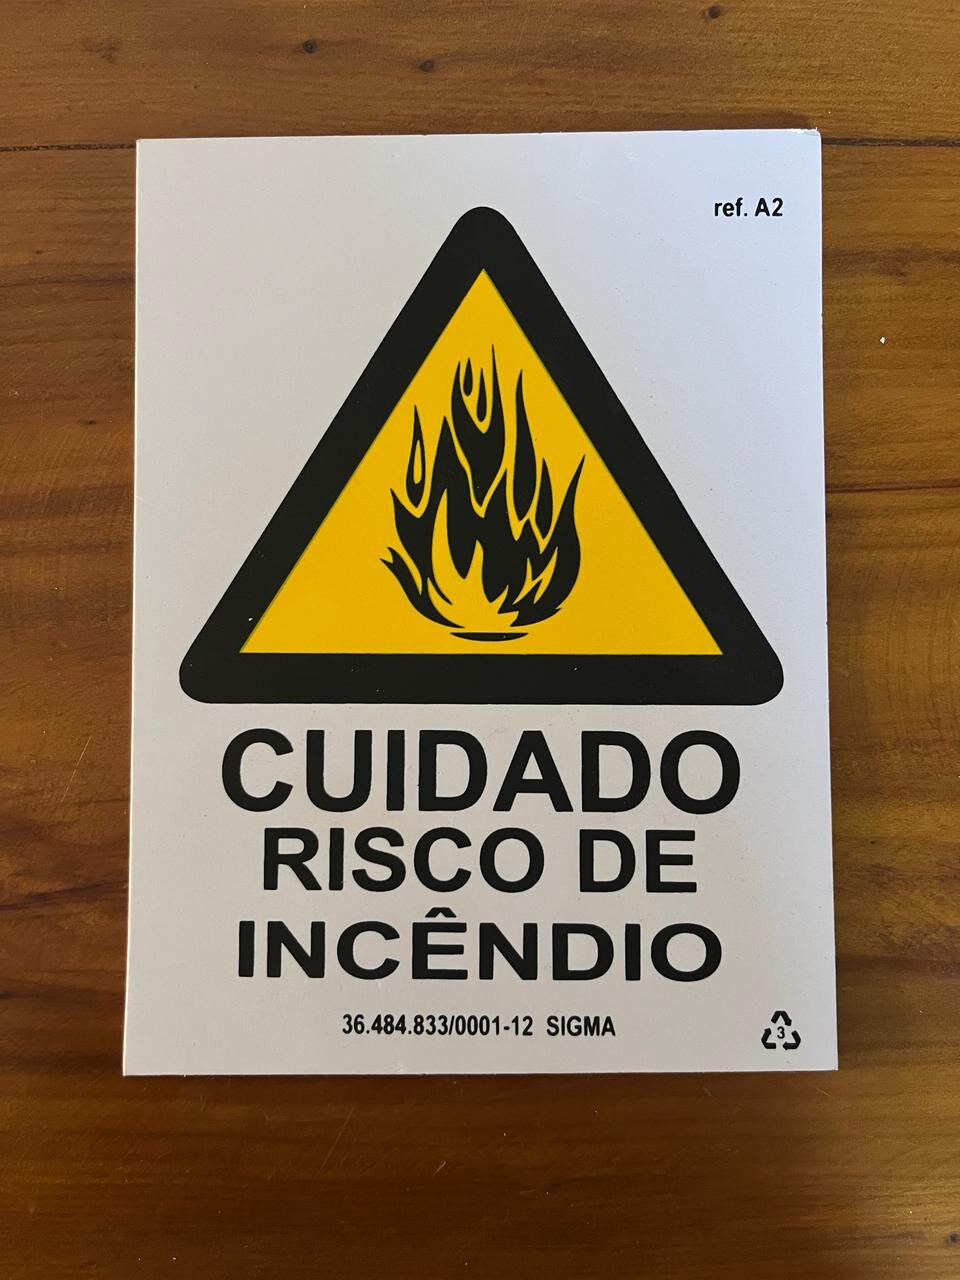 ref. A2
CUIDADO
RISCO DE
INCÊNDIO
36.484.833/0001-12 SIGMA
3